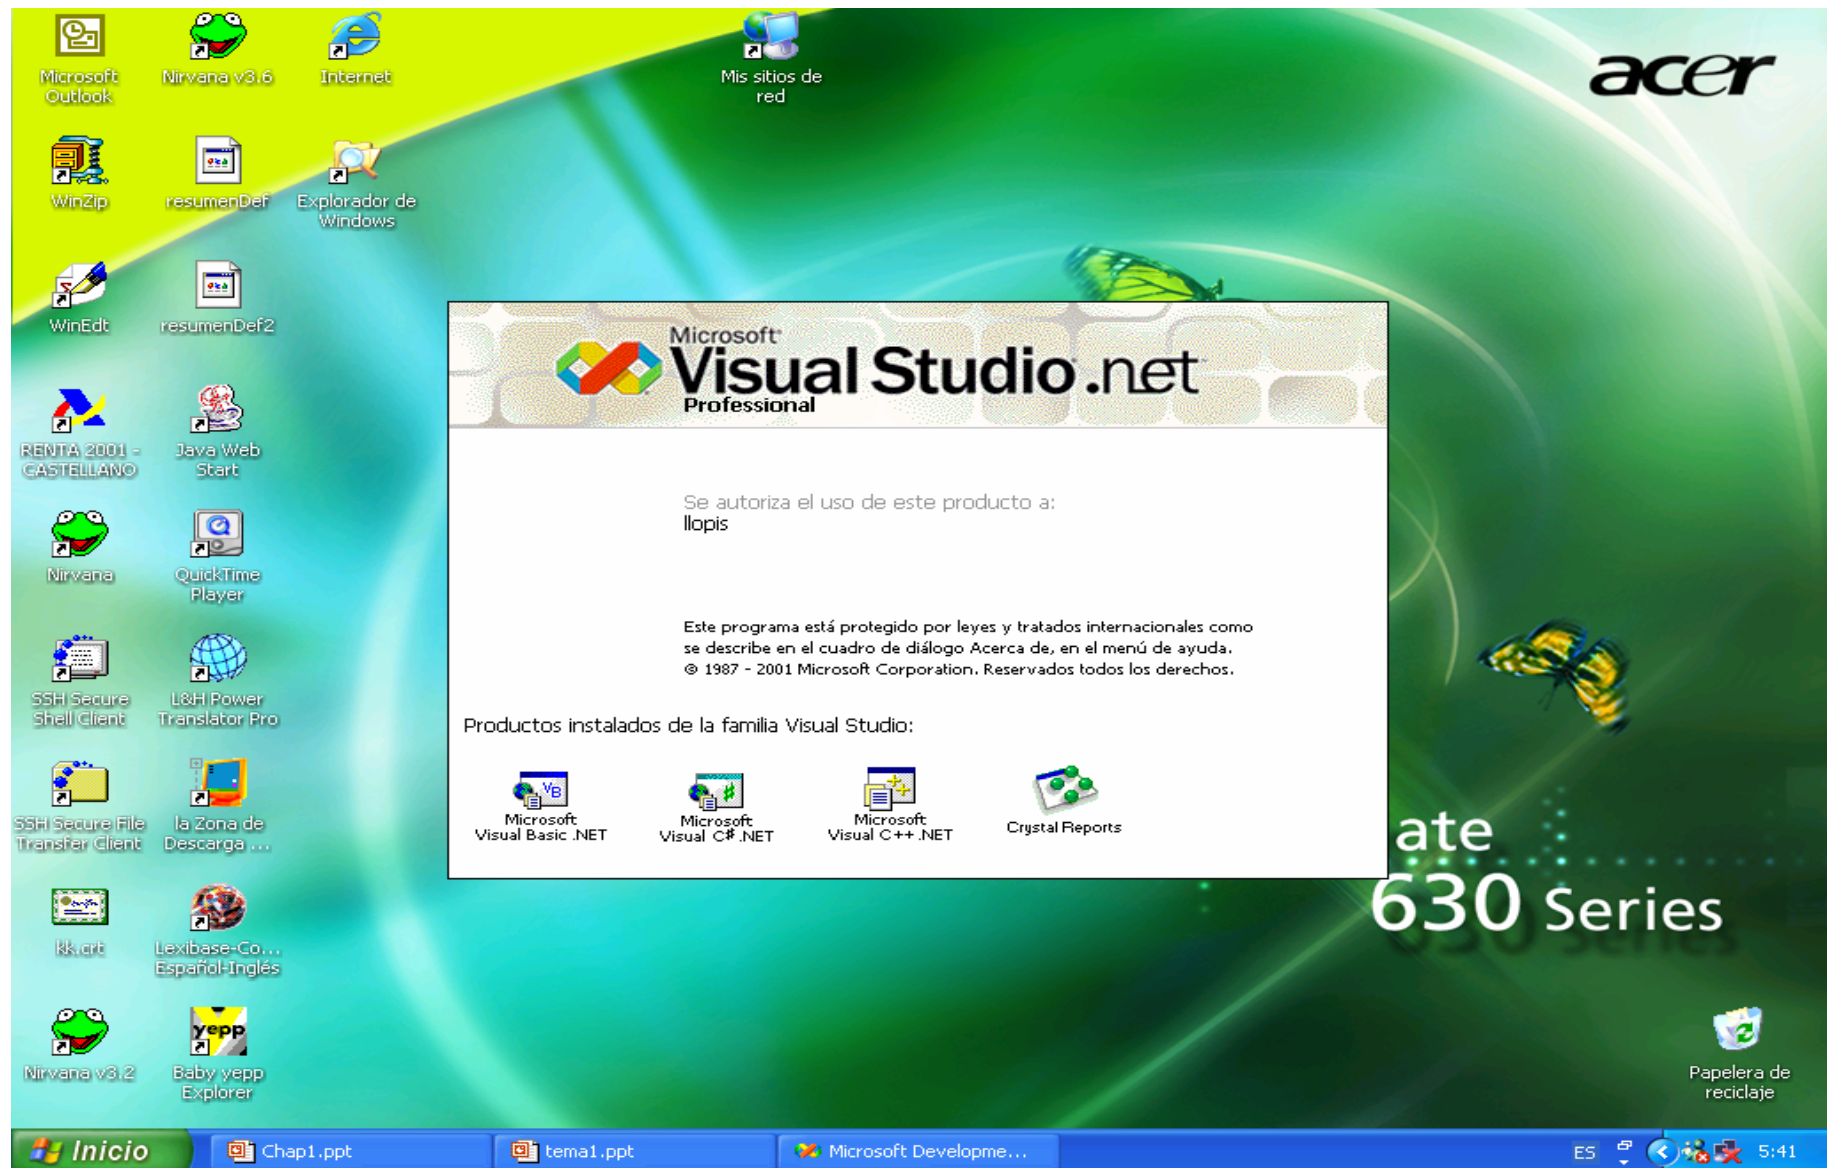 Microsoft
Outlook
Nirvana v3.6
Internet
Mis sitios de
red
acer
WinZip
resumenDef
Explorador de
Windows
WinEdt
resumenDef2
RENTA 2001 -
CASTELLANO
Java Web
Start
Nirvana
QuickTime
Player
SSH Secure
Shell Client
L&H Power
Translator Pro
SSH Secure File
Transfer Client
la Zona de
Descarga ...
kk.crt
Lexibase-Co...
Español-Inglés
Nirvana v3.2
yepp
Baby yepp
Explorer
Microsoft
Visual Studio .net
Professional
Se autoriza el uso de este producto a:
llopis
Este programa está protegido por leyes y tratados internacionales como
se describe en el cuadro de diálogo Acerca de, en el menú de ayuda.
© 1987 - 2001 Microsoft Corporation. Reservados todos los derechos.
Productos instalados de la familia Visual Studio:
VB
Microsoft
Visual Basic .NET
Microsoft
Visual C# .NET
Microsoft
Visual C++ .NET
Crystal Reports
ate
630 Series
Papelera de
reciclaje
Inicio
Chap1.ppt
tema1.ppt
Microsoft Developme...
ES
5:41